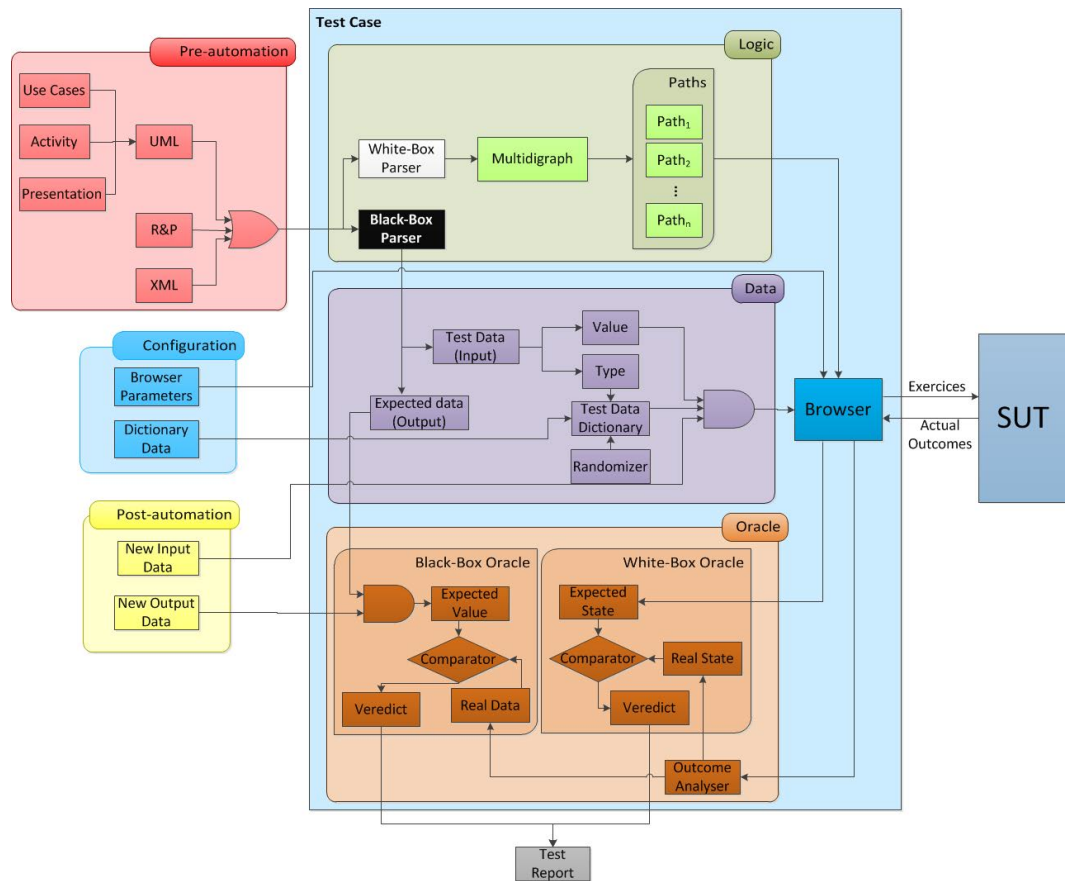 Test Case
Pre-automation
Use Cases
Activity
UML
Presentation
R&P
XML
Logic
Paths
Path1
Path2
⋮
Pathn
White-Box
Parser
Multidigraph
Black-Box
Parser
Configuration
Browser
Parameters
Dictionary
Data
Data
Test Data
(Input)
Value
Type
Expected data
(Output)
Test Data
Dictionary
Randomizer
Browser
Exercices
Actual
Outcomes
SUT
Post-automation
New Input
Data
New Output
Data
Oracle
Black-Box Oracle
Expected
Value
Comparator
Veredict
Real Data
White-Box Oracle
Expected
State
Comparator
Real State
Veredict
Outcome
Analyser
Test
Report